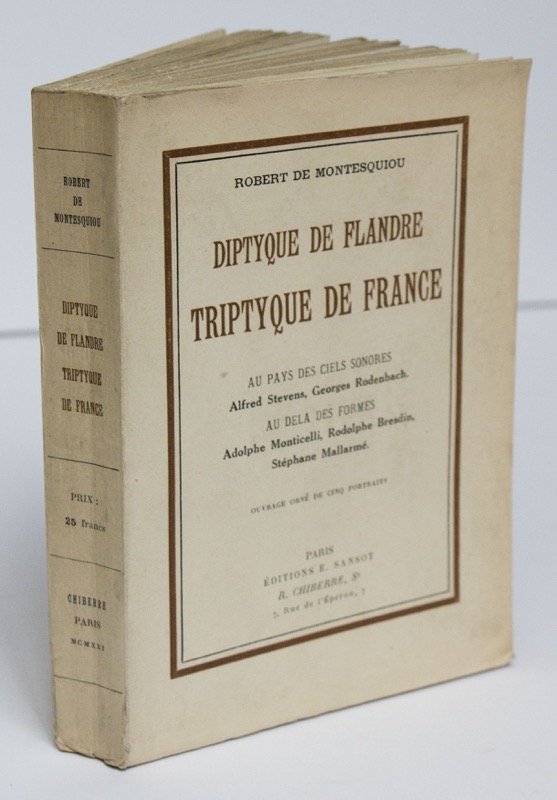 ROBERT
DE
MONTESQUIOU
DIPTYQUE
DE FLANDRE
TRIPTYQUE
DE FRANCE
PRIX :
25 francs
CHIBERRE
PARIS
MCMXXI
ROBERT DE MONTESQUIOU
DIPTYQUE DE FLANDRE
TRIPTYQUE DE FRANCE
AU PAYS DES CIELS SONORES
Alfred Stevens, Georges Rodenbach.
AU DELA DES FORMES
Adolphe Monticelli, Rodolphe Bresdin,
Stéphane Mallarmé.
OUVRAGE ORNÉ DE CINQ PORTRAITS
PARIS
ÉDITIONS E. SANSOT
R. CHIBERRE, Sr
7, Rue de l'Éperon, 7